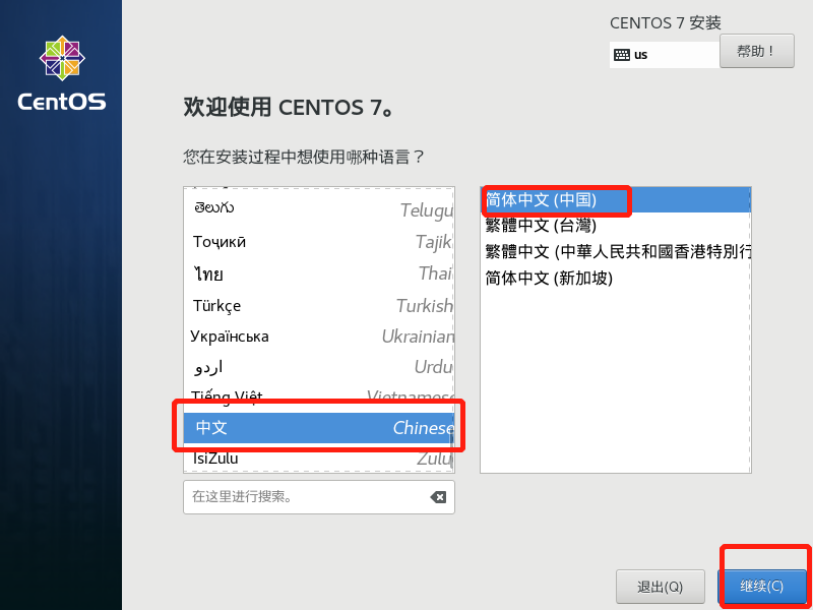 CENTOS 7 安装
us
帮助！
CentOS
欢迎使用 CENTOS 7。
您在安装过程中想使用哪种语言？
తెలుగు Telugu
Тоҷикӣ Tajik
ไทย Thai
Türkçe Turkish
Українська Ukrainian
اردو Urdu
Tiếng Việt Vietnamese
中文 Chinese
IsiZulu Zulu
简体中文 (中国)
繁體中文 (台灣)
繁體中文 (中華人民共和國香港特別行
简体中文 (新加坡)
在这里进行搜索。
退出(Q)
继续(C)